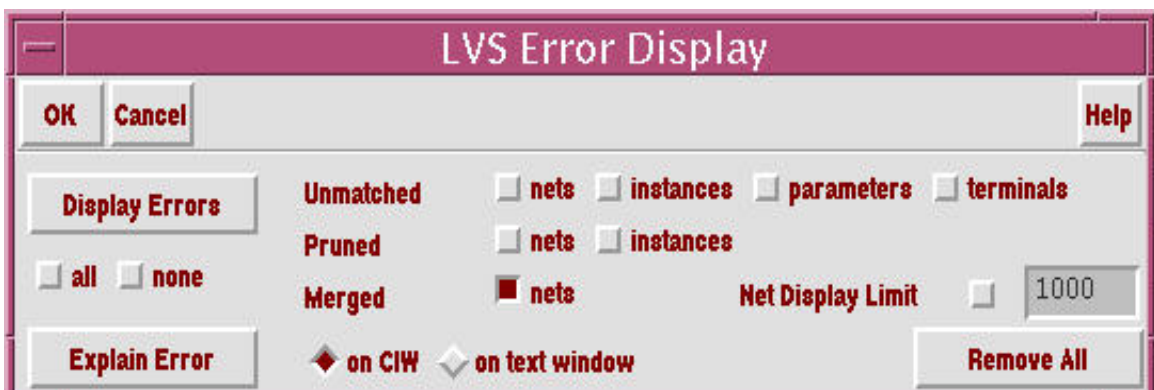 LVS Error Display
OK Cancel Help
Display Errors Unmatched nets instances parameters terminals
Pruned nets instances
all none Merged nets Net Display Limit 1000
Explain Error on CIW on text window Remove All